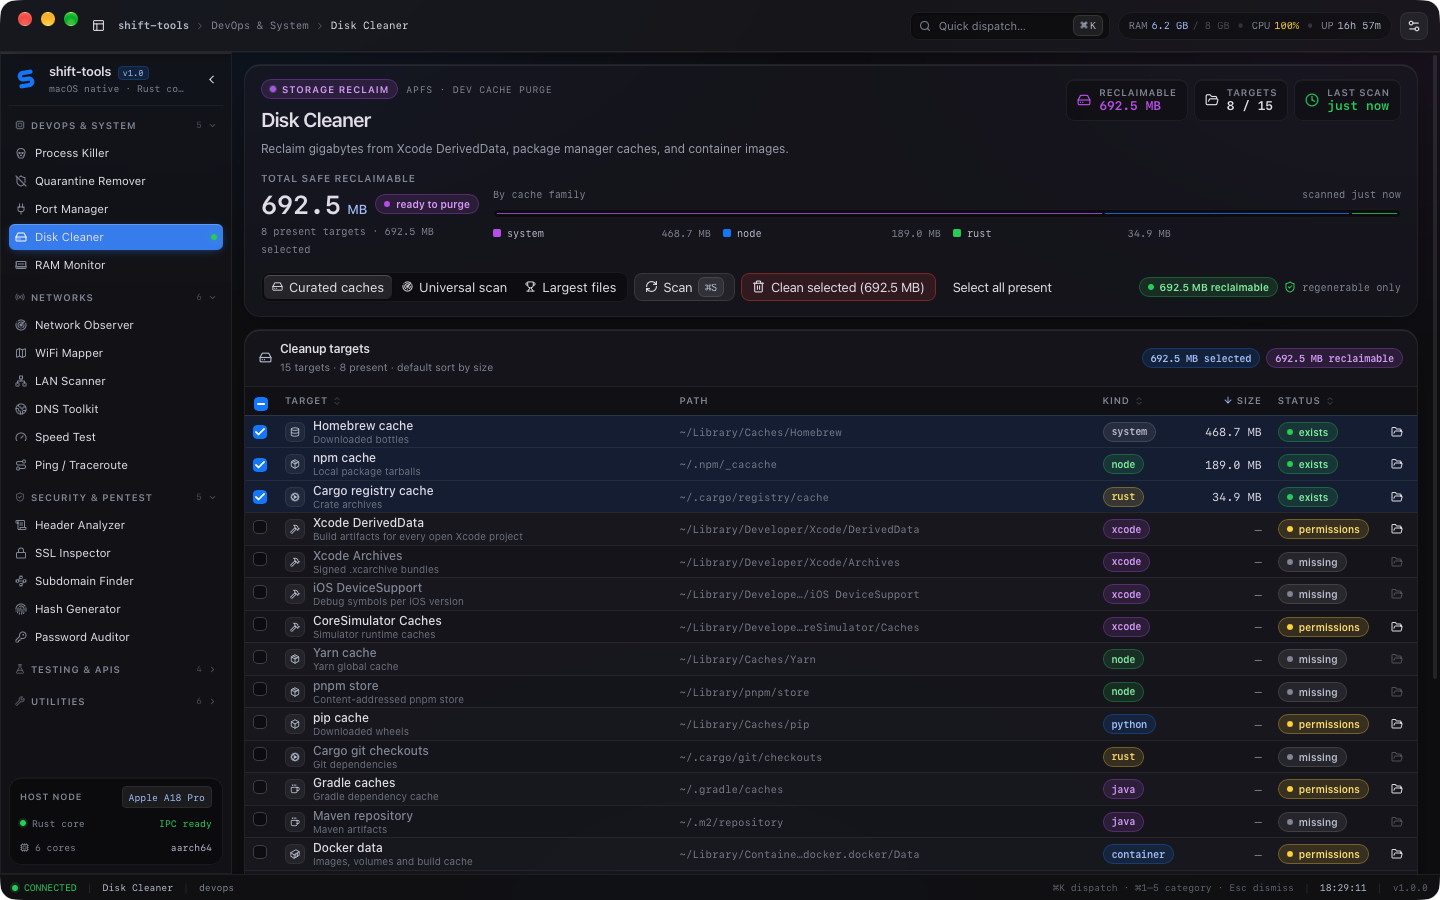 shift-tools › DevOps & System › Disk Cleaner
Quick dispatch... ⌘K
RAM 6.2 GB / 8 GB • CPU 100% • UP 16h 57m
shift-tools v1.0
macOS native · Rust co…
DEVOPS & SYSTEM 5
Process Killer
Quarantine Remover
Port Manager
Disk Cleaner
RAM Monitor
NETWORKS 6
Network Observer
WiFi Mapper
LAN Scanner
DNS Toolkit
Speed Test
Ping / Traceroute
SECURITY & PENTEST 5
Header Analyzer
SSL Inspector
Subdomain Finder
Hash Generator
Password Auditor
TESTING & APIS 4
UTILITIES 6
HOST NODE Apple A18 Pro
Rust core IPC ready
6 cores aarch64
STORAGE RECLAIM APFS · DEV CACHE PURGE
Disk Cleaner
Reclaim gigabytes from Xcode DerivedData, package manager caches, and container images.
RECLAIMABLE
692.5 MB
TARGETS
8 / 15
LAST SCAN
just now
TOTAL SAFE RECLAIMABLE
692.5 MB ready to purge
8 present targets · 692.5 MB
selected
By cache family scanned just now
system 468.7 MB node 189.0 MB rust 34.9 MB
Curated caches Universal scan Largest files Scan ⌘S Clean selected (692.5 MB) Select all present 692.5 MB reclaimable regenerable only
Cleanup targets
15 targets · 8 present · default sort by size
692.5 MB selected 692.5 MB reclaimable
TARGET PATH KIND SIZE STATUS
Homebrew cache ~/Library/Caches/Homebrew system 468.7 MB exists
Downloaded bottles
npm cache ~/.npm/_cacache node 189.0 MB exists
Local package tarballs
Cargo registry cache ~/.cargo/registry/cache rust 34.9 MB exists
Crate archives
Xcode DerivedData ~/Library/Developer/Xcode/DerivedData xcode — permissions
Build artifacts for every open Xcode project
Xcode Archives ~/Library/Developer/Xcode/Archives xcode — missing
Signed .xcarchive bundles
iOS DeviceSupport ~/Library/Develope…/iOS DeviceSupport xcode — missing
Debug symbols per iOS version
CoreSimulator Caches ~/Library/Develope…reSimulator/Caches xcode — permissions
Simulator runtime caches
Yarn cache ~/Library/Caches/Yarn node — missing
Yarn global cache
pnpm store ~/Library/pnpm/store node — missing
Content-addressed pnpm store
pip cache ~/Library/Caches/pip python — permissions
Downloaded wheels
Cargo git checkouts ~/.cargo/git/checkouts rust — missing
Git dependencies
Gradle caches ~/.gradle/caches java — permissions
Gradle dependency cache
Maven repository ~/.m2/repository java — missing
Maven artifacts
Docker data ~/Library/Containe…docker.docker/Data container — permissions
Images, volumes and build cache
CONNECTED | Disk Cleaner | devops
⌘K dispatch · ⌘1–5 category · Esc dismiss | 18:29:11 | v1.0.0